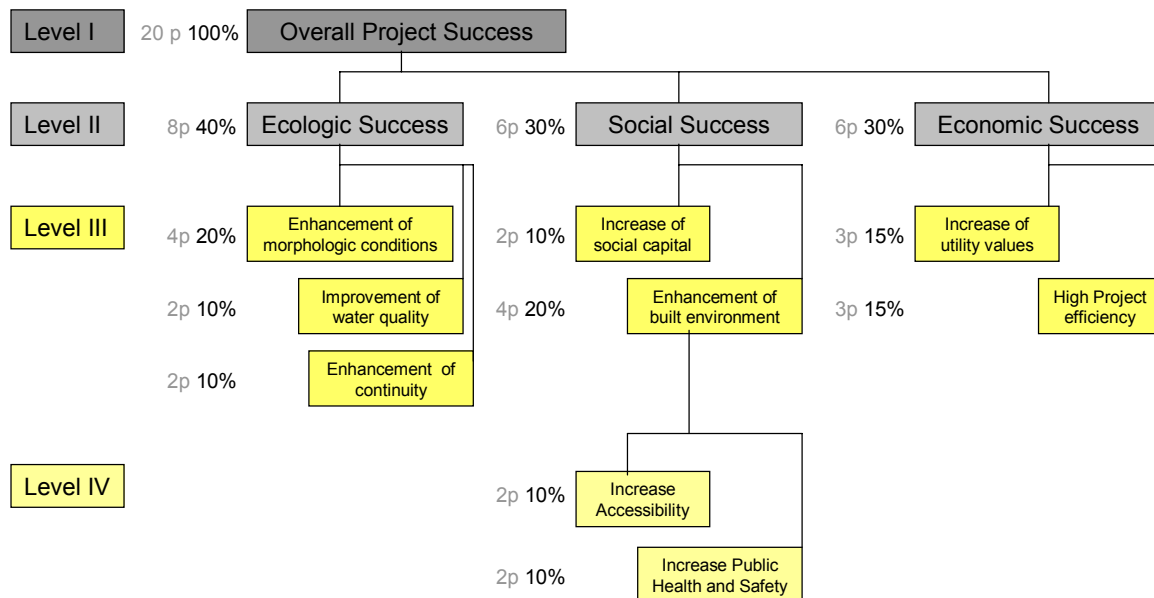 Level I
20 p 100%
Overall Project Success
Level II
8p 40%
Ecologic Success
6p 30%
Social Success
6p 30%
Economic Success
Level III
4p 20%
Enhancement of
morphologic conditions
2p 10%
Increase of
social capital
3p 15%
Increase of
utility values
2p 10%
Improvement of
water quality
4p 20%
Enhancement of
built environment
3p 15%
High Project
efficiency
2p 10%
Enhancement of
continuity
Level IV
2p 10%
Increase
Accessibility
2p 10%
Increase Public
Health and Safety